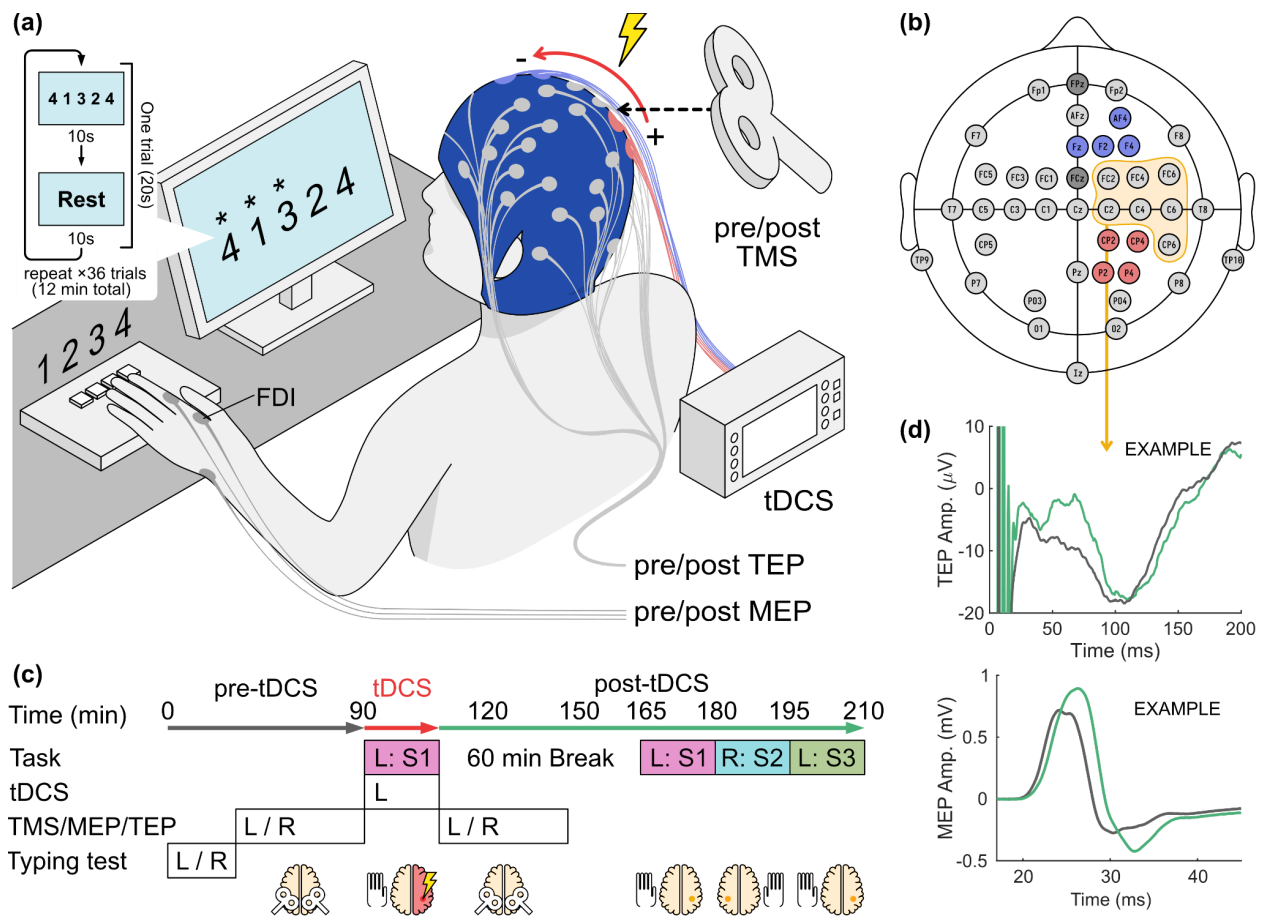 (a)
4 1 3 2 4
10s
Rest
10s
One trial (20s)
repeat ×36 trials
(12 min total)
* * *
4 1 3 2 4
1 2 3 4
FDI
-
+
pre/post
TMS
tDCS
pre/post TEP
pre/post MEP
(b)
Fp1 FPz Fp2
AFz AF4
F7 Fz F2 F4 F8
FC5 FC3 FC1 FCz FC2 FC4 FC6
T7 C5 C3 C1 Cz C2 C4 C6 T8
CP5 CP2 CP4 CP6
TP9 TP10
P7 Pz P2 P4 P8
PO3 PO4
O1 O2
Iz
(c)
pre-tDCS tDCS post-tDCS
Time (min) 0 90 120 150 165 180 195 210
Task L: S1 60 min Break L: S1 R: S2 L: S3
tDCS L
TMS/MEP/TEP L / R L / R
Typing test L / R
(d)
EXAMPLE
TEP Amp. (μV)
10
0
-10
-20
0 50 100 150 200
Time (ms)
EXAMPLE
MEP Amp. (mV)
1
0.5
0
-0.5
20 30 40
Time (ms)